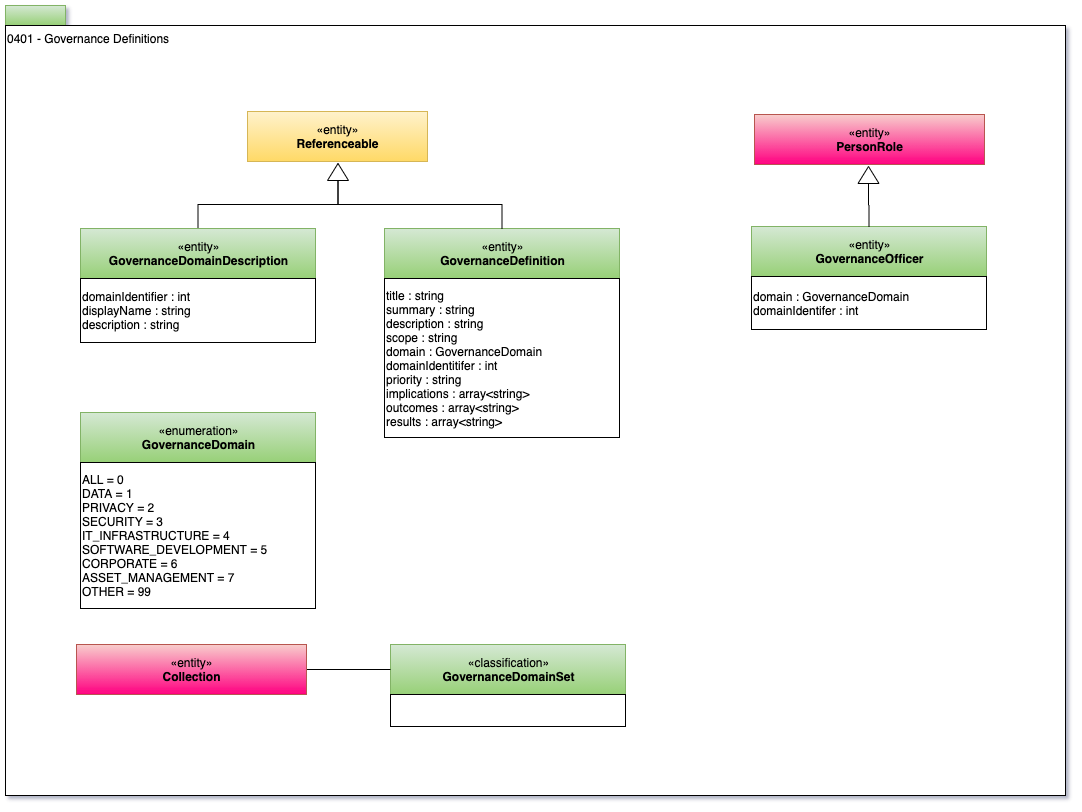 0401 - Governance Definitions
«entity»
Referenceable
«entity»
PersonRole
«entity»
GovernanceDomainDescription
domainIdentifier : int
displayName : string
description : string
«entity»
GovernanceDefinition
title : string
summary : string
description : string
scope : string
domain : GovernanceDomain
domainIdentitifer : int
priority : string
implications : array<string>
outcomes : array<string>
results : array<string>
«entity»
GovernanceOfficer
domain : GovernanceDomain
domainIdentifer : int
«enumeration»
GovernanceDomain
ALL = 0
DATA = 1
PRIVACY = 2
SECURITY = 3
IT_INFRASTRUCTURE = 4
SOFTWARE_DEVELOPMENT = 5
CORPORATE = 6
ASSET_MANAGEMENT = 7
OTHER = 99
«entity»
Collection
«classification»
GovernanceDomainSet